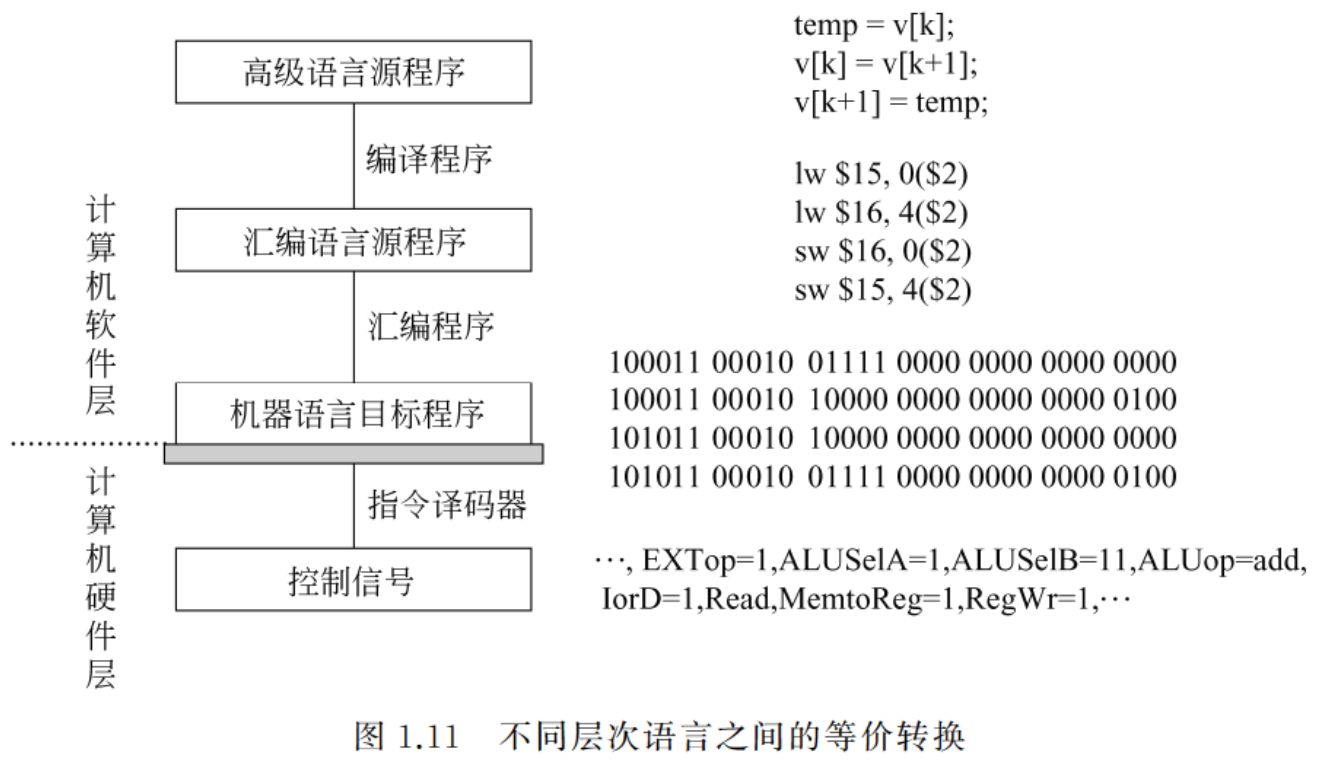 高级语言源程序
编译程序
汇编语言源程序
汇编程序
机器语言目标程序
指令译码器
控制信号
计算机软件层
计算机硬件层
temp = v[k];
v[k] = v[k+1];
v[k+1] = temp;
lw $15, 0($2)
lw $16, 4($2)
sw $16, 0($2)
sw $15, 4($2)
100011 00010 01111 0000 0000 0000 0000
100011 00010 10000 0000 0000 0000 0100
101011 00010 10000 0000 0000 0000 0000
101011 00010 01111 0000 0000 0000 0100
…, EXTop=1,ALUSelA=1,ALUSelB=11,ALUop=add,
IorD=1,Read,MemtoReg=1,RegWr=1,…
图 1.11 不同层次语言之间的等价转换